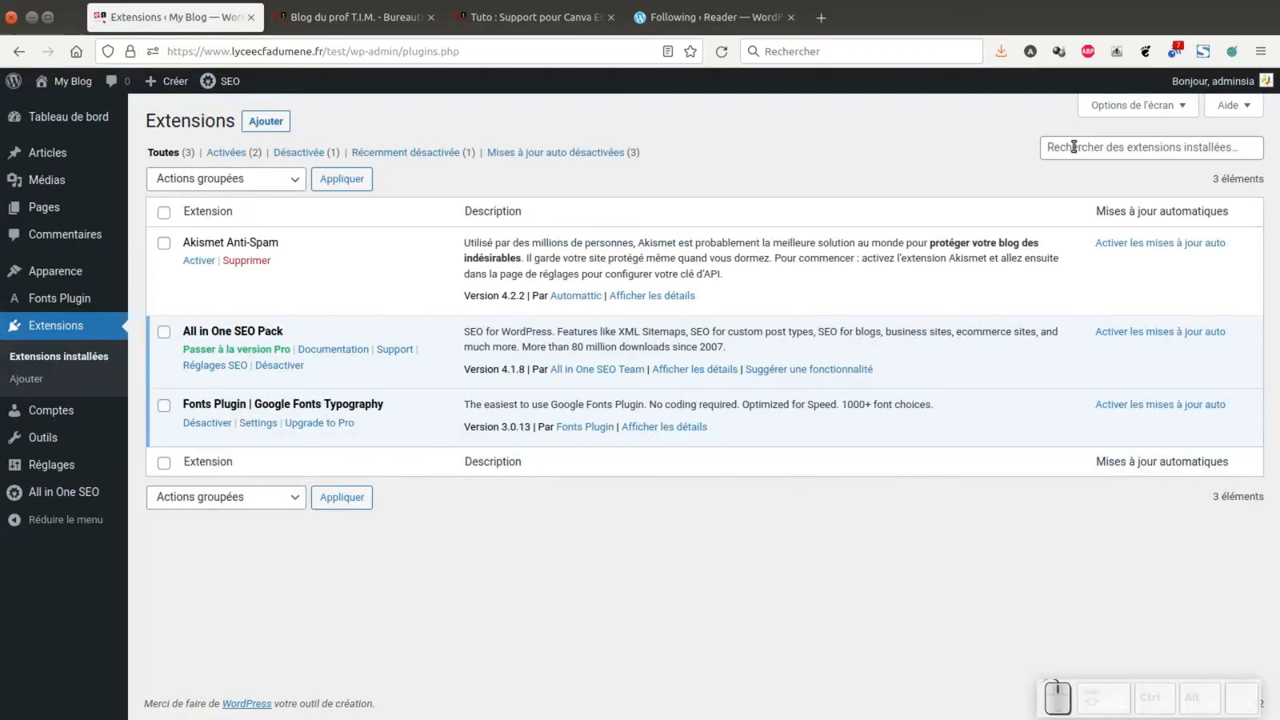 Extensions ‹ My Blog — Wor
Blog du prof T.I.M. - Bureaut
Tuto : Support pour Canva Ed
Following ‹ Reader — WordP
https://www.lyceecfadumene.fr/test/wp-admin/plugins.php
Rechercher
7
My Blog
0
Créer
SEO
Bonjour, adminsia
Tableau de bord
Articles
Médias
Pages
Commentaires
Apparence
Fonts Plugin
Extensions
Extensions installées
Ajouter
Comptes
Outils
Réglages
All in One SEO
Réduire le menu
Options de l'écran
Aide
Extensions
Ajouter
Toutes (3) | Activées (2) | Désactivée (1) | Récemment désactivée (1) | Mises à jour auto désactivées (3)
Rechercher des extensions installées...
Actions groupées
Appliquer
3 éléments
Extension
Description
Mises à jour automatiques
Akismet Anti-Spam
Activer | Supprimer
Utilisé par des millions de personnes, Akismet est probablement la meilleure solution au monde pour protéger votre blog des
indésirables. Il garde votre site protégé même quand vous dormez. Pour commencer : activez l'extension Akismet et allez ensuite
dans la page de réglages pour configurer votre clé d'API.
Version 4.2.2 | Par Automattic | Afficher les détails
Activer les mises à jour auto
All in One SEO Pack
Passer à la version Pro | Documentation | Support |
Réglages SEO | Désactiver
SEO for WordPress. Features like XML Sitemaps, SEO for custom post types, SEO for blogs, business sites, ecommerce sites, and
much more. More than 80 million downloads since 2007.
Version 4.1.8 | Par All in One SEO Team | Afficher les détails | Suggérer une fonctionnalité
Activer les mises à jour auto
Fonts Plugin | Google Fonts Typography
Désactiver | Settings | Upgrade to Pro
The easiest to use Google Fonts Plugin. No coding required. Optimized for Speed. 1000+ font choices.
Version 3.0.13 | Par Fonts Plugin | Afficher les détails
Activer les mises à jour auto
Extension
Description
Mises à jour automatiques
Actions groupées
Appliquer
3 éléments
Merci de faire de WordPress votre outil de création.
Ctrl
Alt
2